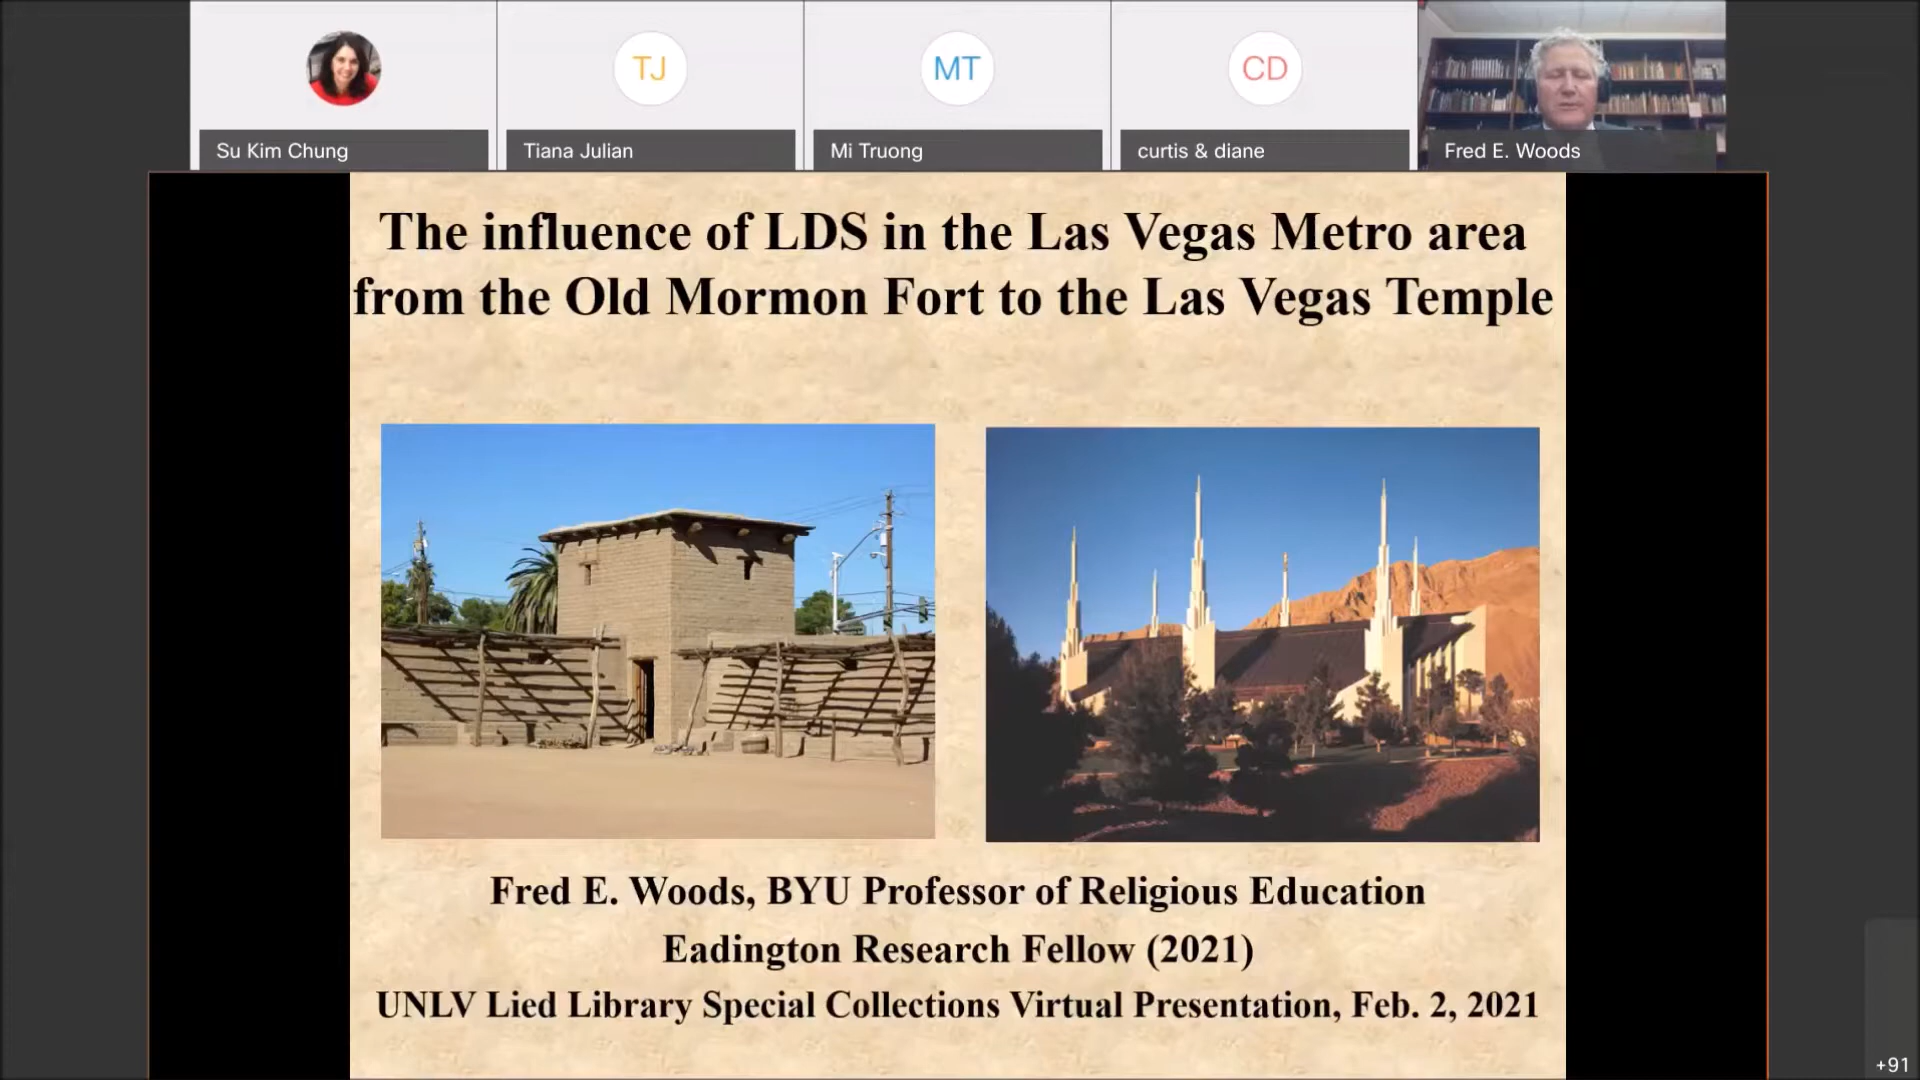 TJ
MT
CD
Su Kim Chung
Tiana Julian
Mi Truong
curtis & diane
Fred E. Woods
The influence of LDS in the Las Vegas Metro area
from the Old Mormon Fort to the Las Vegas Temple
Fred E. Woods, BYU Professor of Religious Education
Eadington Research Fellow (2021)
UNLV Lied Library Special Collections Virtual Presentation, Feb. 2, 2021
+91